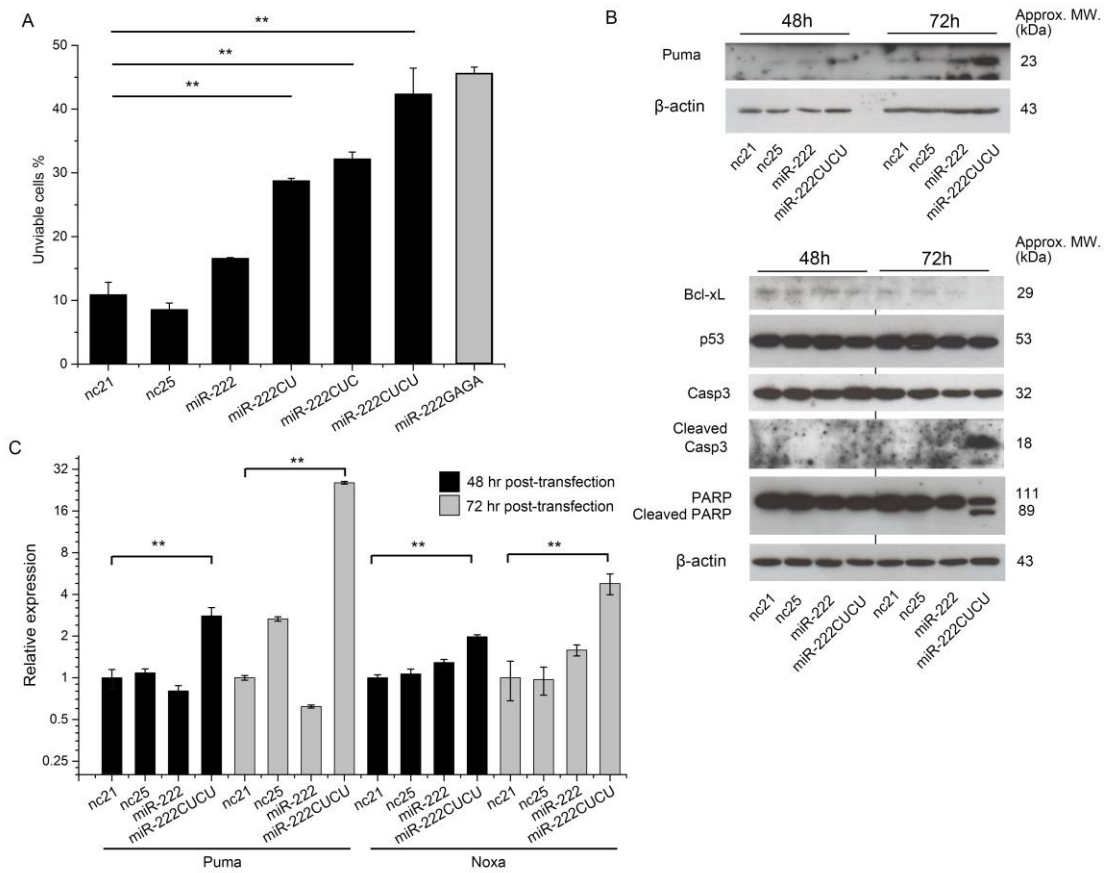 A
**
**
**
50
40
30
20
10
0
Unviable cells %
nc21
nc25
miR-222
miR-222CU
miR-222CUC
miR-222CUCU
miR-222GAGA
B
48h
72h
Approx. MW.
(kDa)
Puma
23
β-actin
43
nc21
nc25
miR-222
miR-222CUCU
nc21
nc25
miR-222
miR-222CUCU
48h
72h
Approx. MW.
(kDa)
Bcl-xL
29
p53
53
Casp3
32
Cleaved
Casp3
18
PARP
111
Cleaved PARP
89
β-actin
43
nc21
nc25
miR-222
miR-222CUCU
nc21
nc25
miR-222
miR-222CUCU
C
32
16
8
4
2
1
0.5
0.25
Relative expression
48 hr post-transfection
72 hr post-transfection
**
**
**
**
nc21
nc25
miR-222
miR-222CUCU
nc21
nc25
miR-222
miR-222CUCU
nc21
nc25
miR-222
miR-222CUCU
nc21
nc25
miR-222
miR-222CUCU
Puma
Noxa